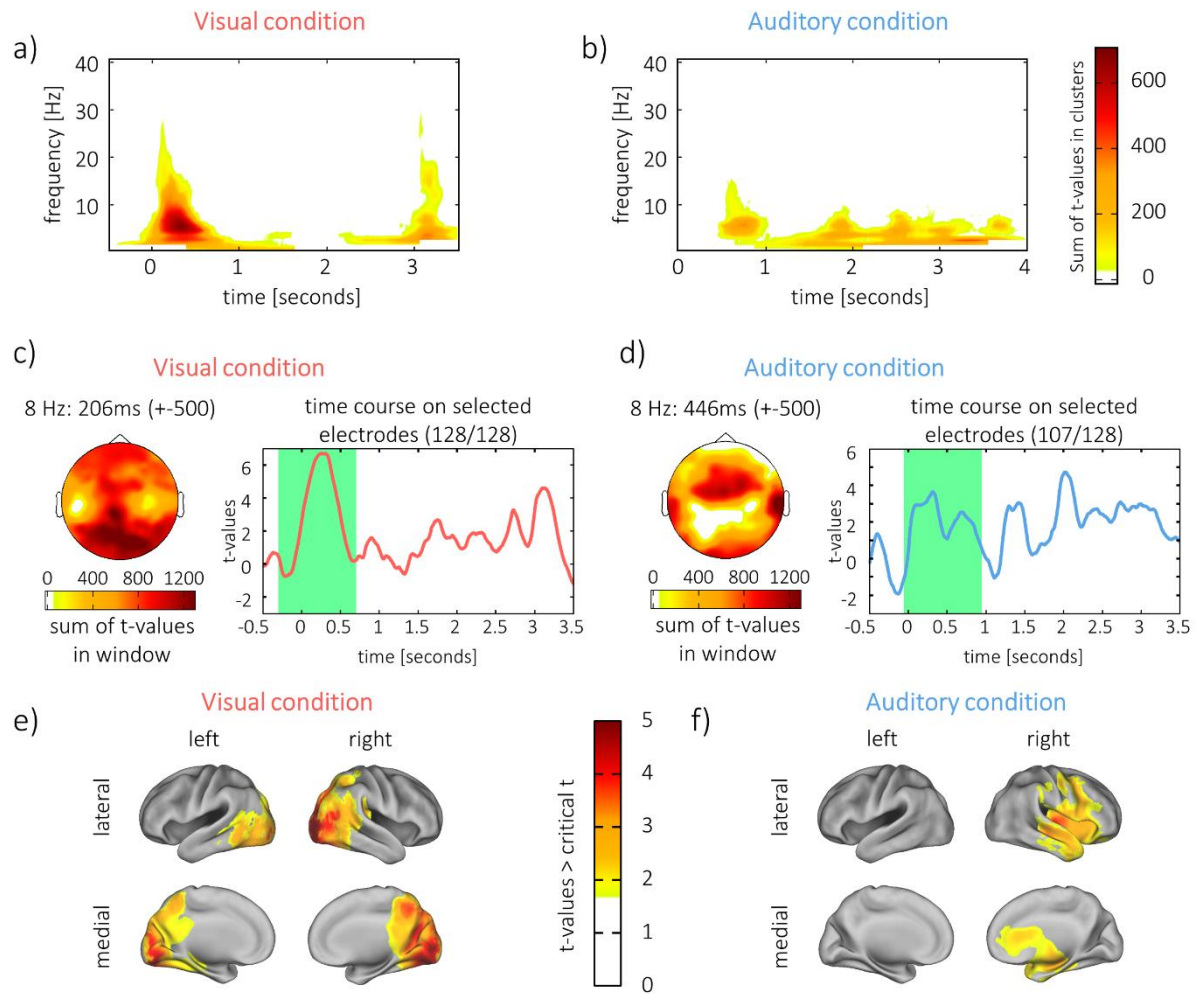 Visual condition
Auditory condition
a)
b)
frequency [Hz]
40
30
20
10
0 1 2 3
time [seconds]
frequency [Hz]
40
30
20
10
0 1 2 3 4
time [seconds]
Sum of t-values in clusters
600
400
200
0
c)
Visual condition
8 Hz: 206ms (+-500)
0 400 800 1200
sum of t-values
in window
time course on selected
electrodes (128/128)
t-values
6
4
2
0
-2
-0.5 0 0.5 1 1.5 2 2.5 3 3.5
time [seconds]
d)
Auditory condition
8 Hz: 446ms (+-500)
0 400 800 1200
sum of t-values
in window
time course on selected
electrodes (107/128)
t-values
6
4
2
0
-2
-0.5 0 0.5 1 1.5 2 2.5 3 3.5
time [seconds]
e)
Visual condition
left right
lateral
medial
t-values > critical t
5
4
3
2
1
0
f)
Auditory condition
left right
lateral
medial